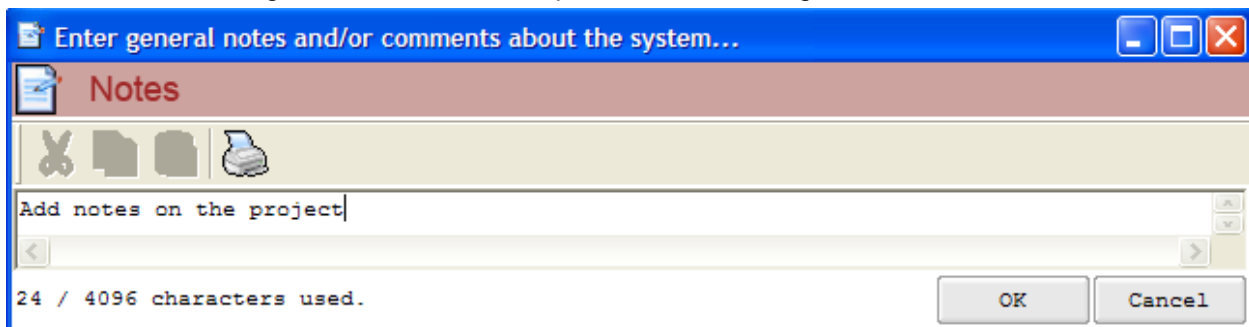 Enter general notes and/or comments about the system...
Notes
Add notes on the project
24 / 4096 characters used.
OK
Cancel